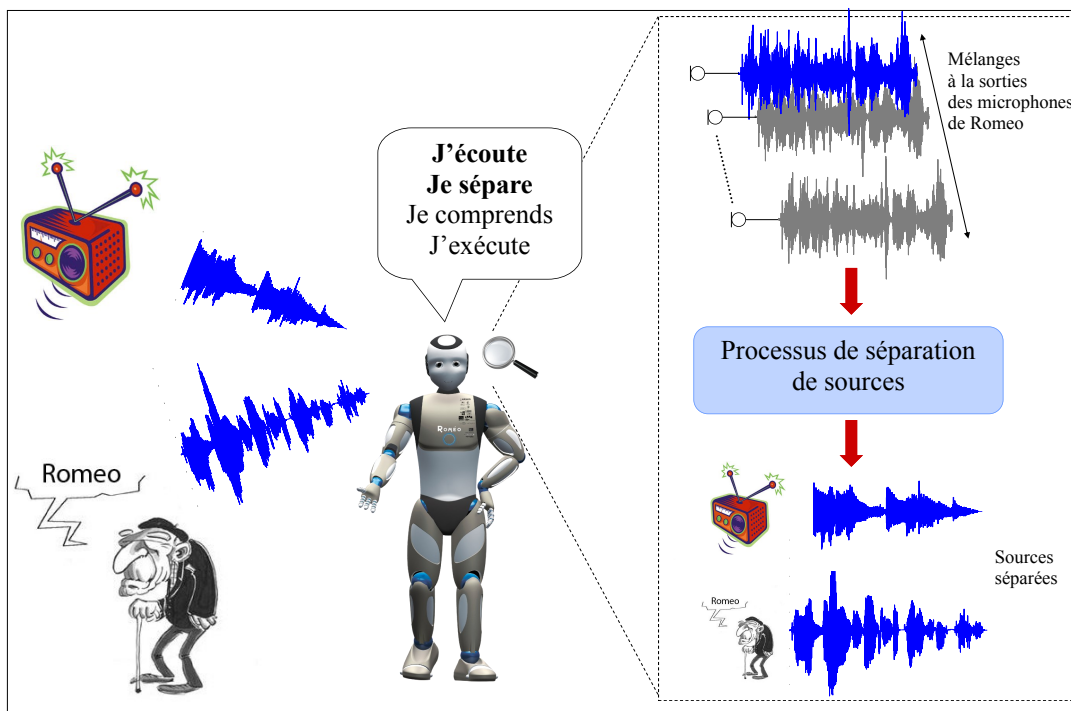 J'écoute
Je sépare
Je comprends
J'exécute
Romeo
ROMEO
Mélanges
à la sorties
des microphones
de Romeo
Processus de séparation
de sources
Sources
séparées
Romeo